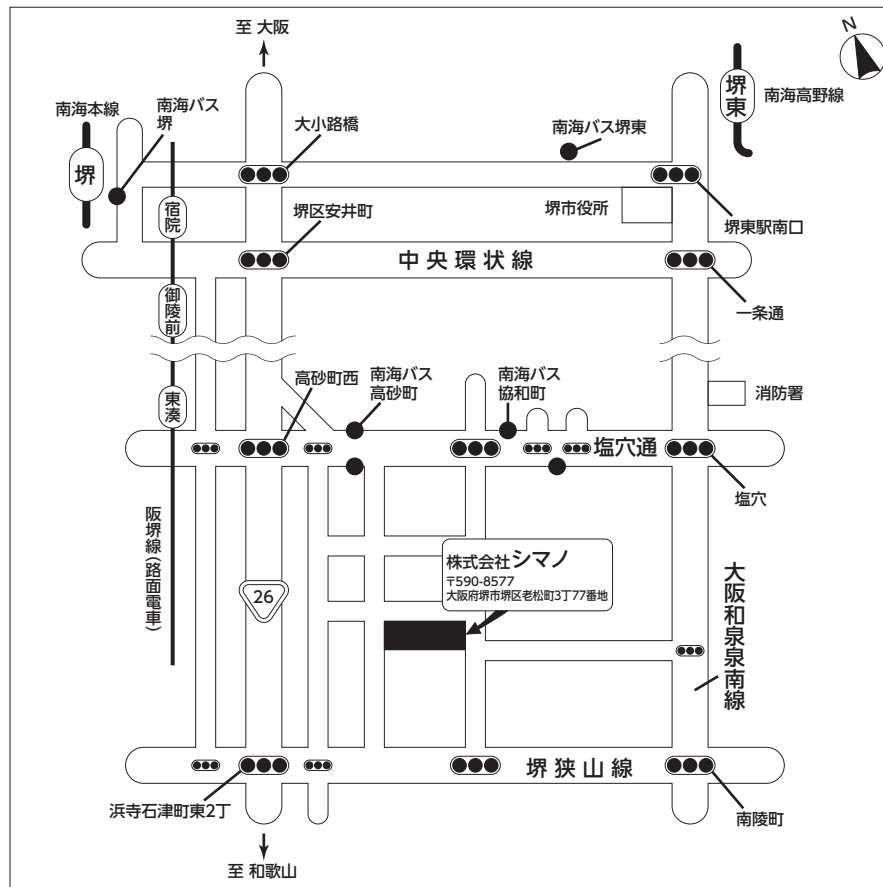 至 大阪
N
南海本線
南海バス
堺
大小路橋
南海バス堺東
堺東
南海高野線
堺
宿院
堺区安井町
堺市役所
堺東駅南口
中央環状線
御陵前
一条通
東湊
高砂町西
南海バス
高砂町
南海バス
協和町
消防署
塩穴通
塩穴
阪堺線(路面電車)
26
株式会社シマノ
〒590-8577
大阪府堺市堺区老松町3丁77番地
大阪和泉泉南線
堺狭山線
浜寺石津町東2丁
南陵町
至 和歌山